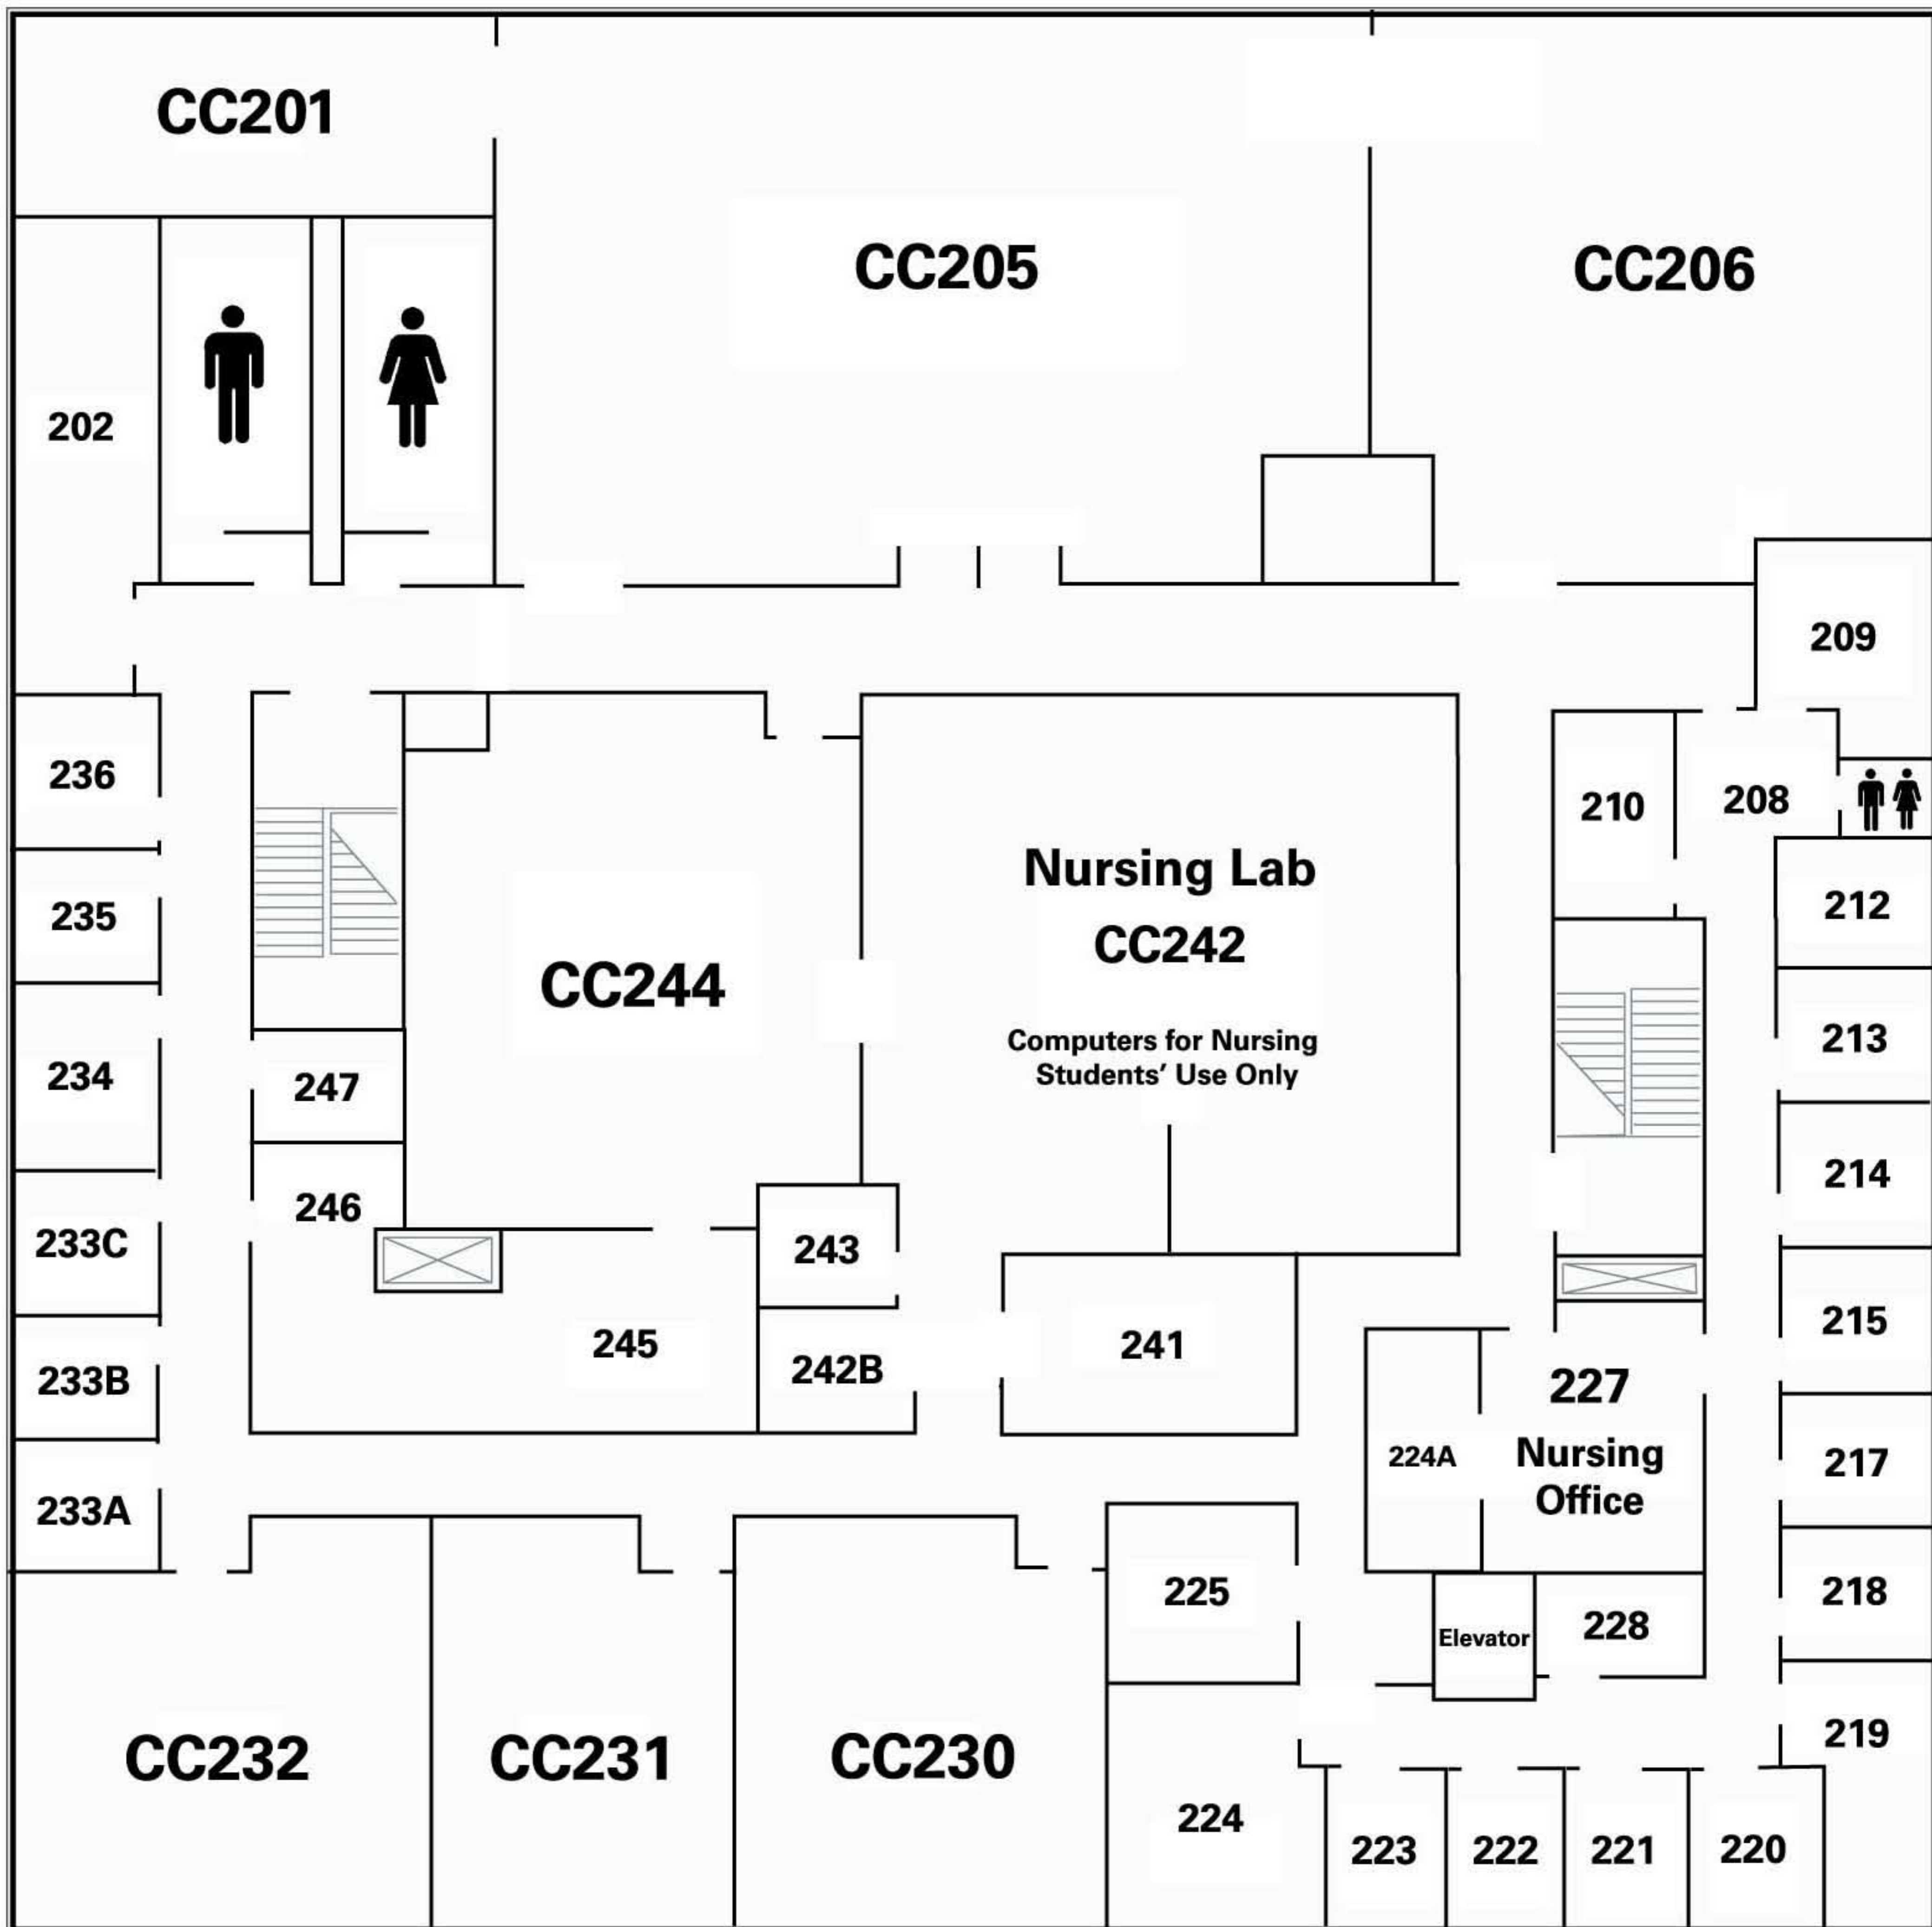 CC201
CC205
CC206
202
209
236
210
208
Nursing Lab
CC242
212
235
CC244
Computers for Nursing
Students' Use Only
213
234
247
214
246
233C
243
215
245
241
242B
233B
227
224A
Nursing
Office
217
233A
225
218
228
Elevator
CC232
CC231
CC230
219
224
223
222
221
220